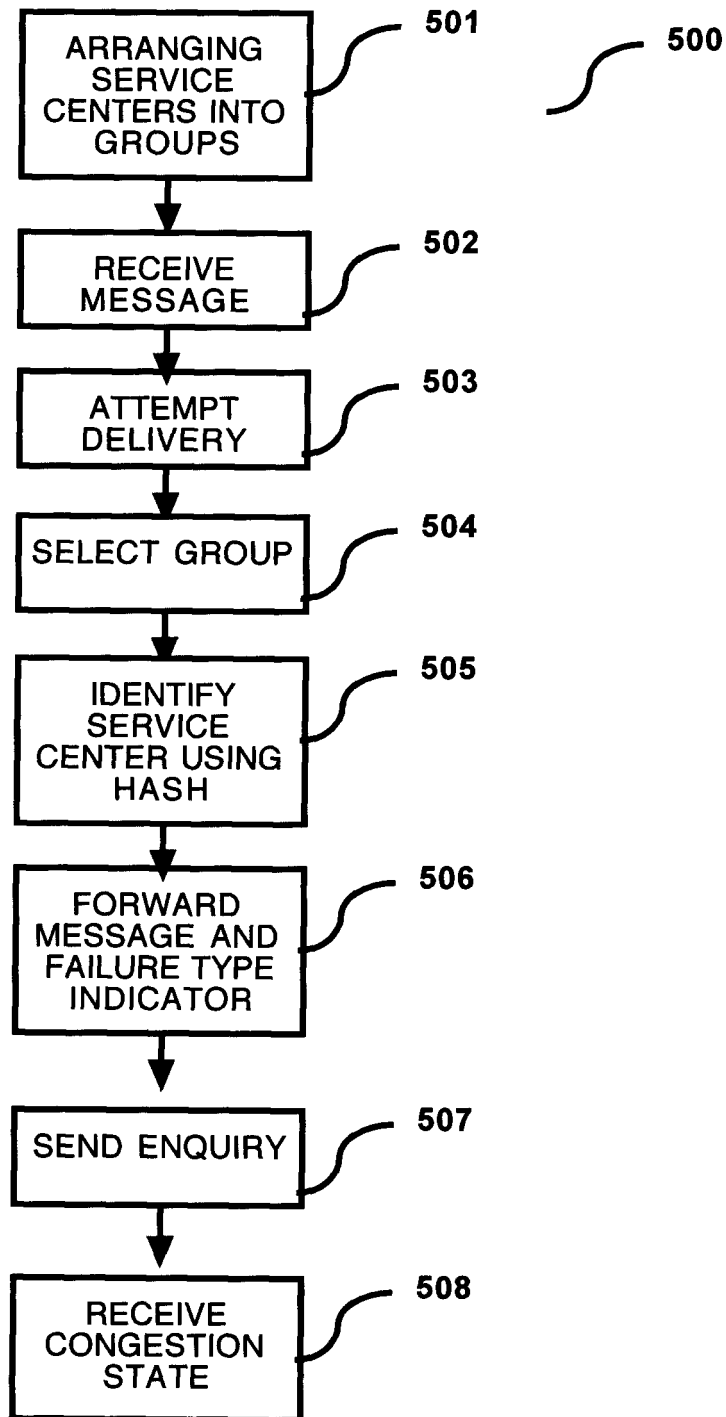 501
500
ARRANGING
SERVICE
CENTERS INTO
GROUPS
502
RECEIVE
MESSAGE
503
ATTEMPT
DELIVERY
504
SELECT GROUP
505
IDENTIFY
SERVICE
CENTER USING
HASH
506
FORWARD
MESSAGE AND
FAILURE TYPE
INDICATOR
507
SEND ENQUIRY
508
RECEIVE
CONGESTION
STATE